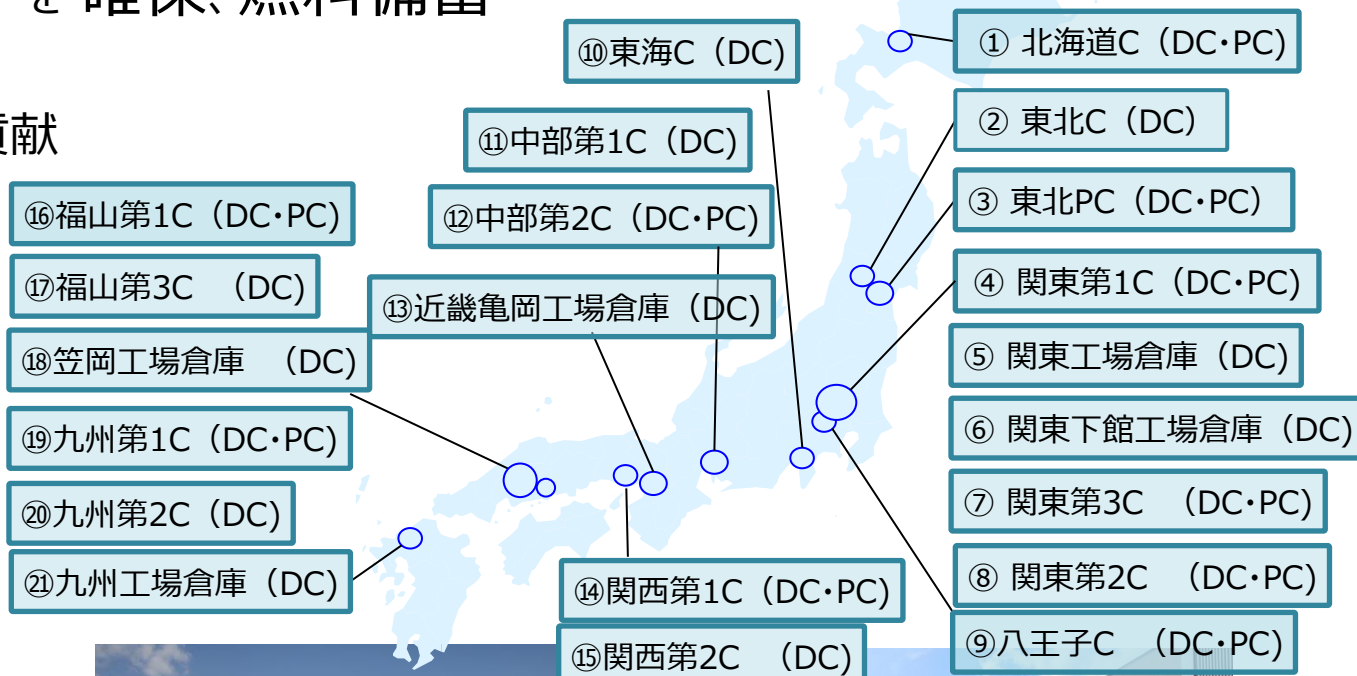 を確保、燃料備蓄
貢献
① 北海道C（DC・PC)
② 東北C（DC）
③ 東北PC（DC・PC）
④ 関東第1C（DC・PC)
⑤ 関東工場倉庫（DC)
⑥ 関東下館工場倉庫（DC)
⑦ 関東第3C　（DC・PC)
⑧ 関東第2C　（DC・PC)
⑨八王子C　（DC・PC)
⑩東海C（DC)
⑪中部第1C（DC)
⑫中部第2C（DC・PC)
⑬近畿亀岡工場倉庫（DC)
⑭関西第1C（DC・PC)
⑮関西第2C　（DC)
⑯福山第1C（DC・PC)
⑰福山第3C　（DC)
⑱笠岡工場倉庫　（DC)
⑲九州第1C（DC・PC)
⑳九州第2C（DC)
㉑九州工場倉庫（DC)